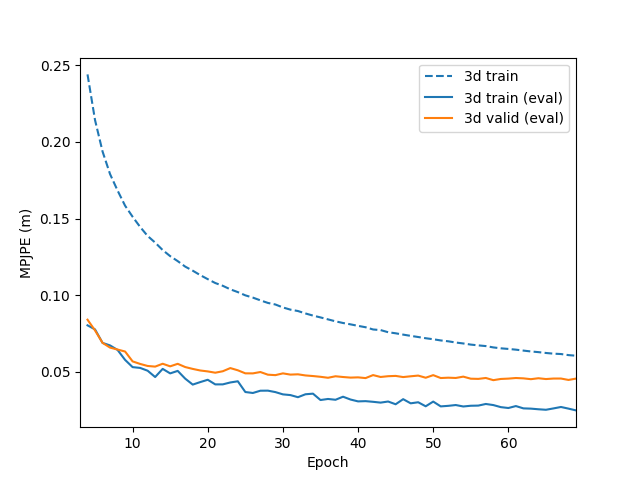 0.25
0.20
0.15
0.10
0.05
MPJPE (m)
10
20
30
40
50
60
Epoch
3d train
3d train (eval)
3d valid (eval)